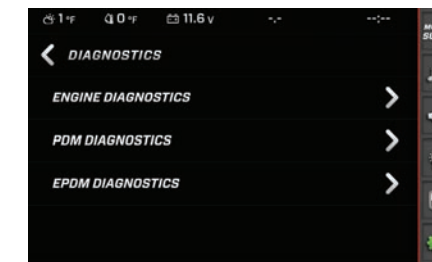 1 °F 0 °F 11.6 V -.- --:--
DIAGNOSTICS
ENGINE DIAGNOSTICS
PDM DIAGNOSTICS
EPDM DIAGNOSTICS